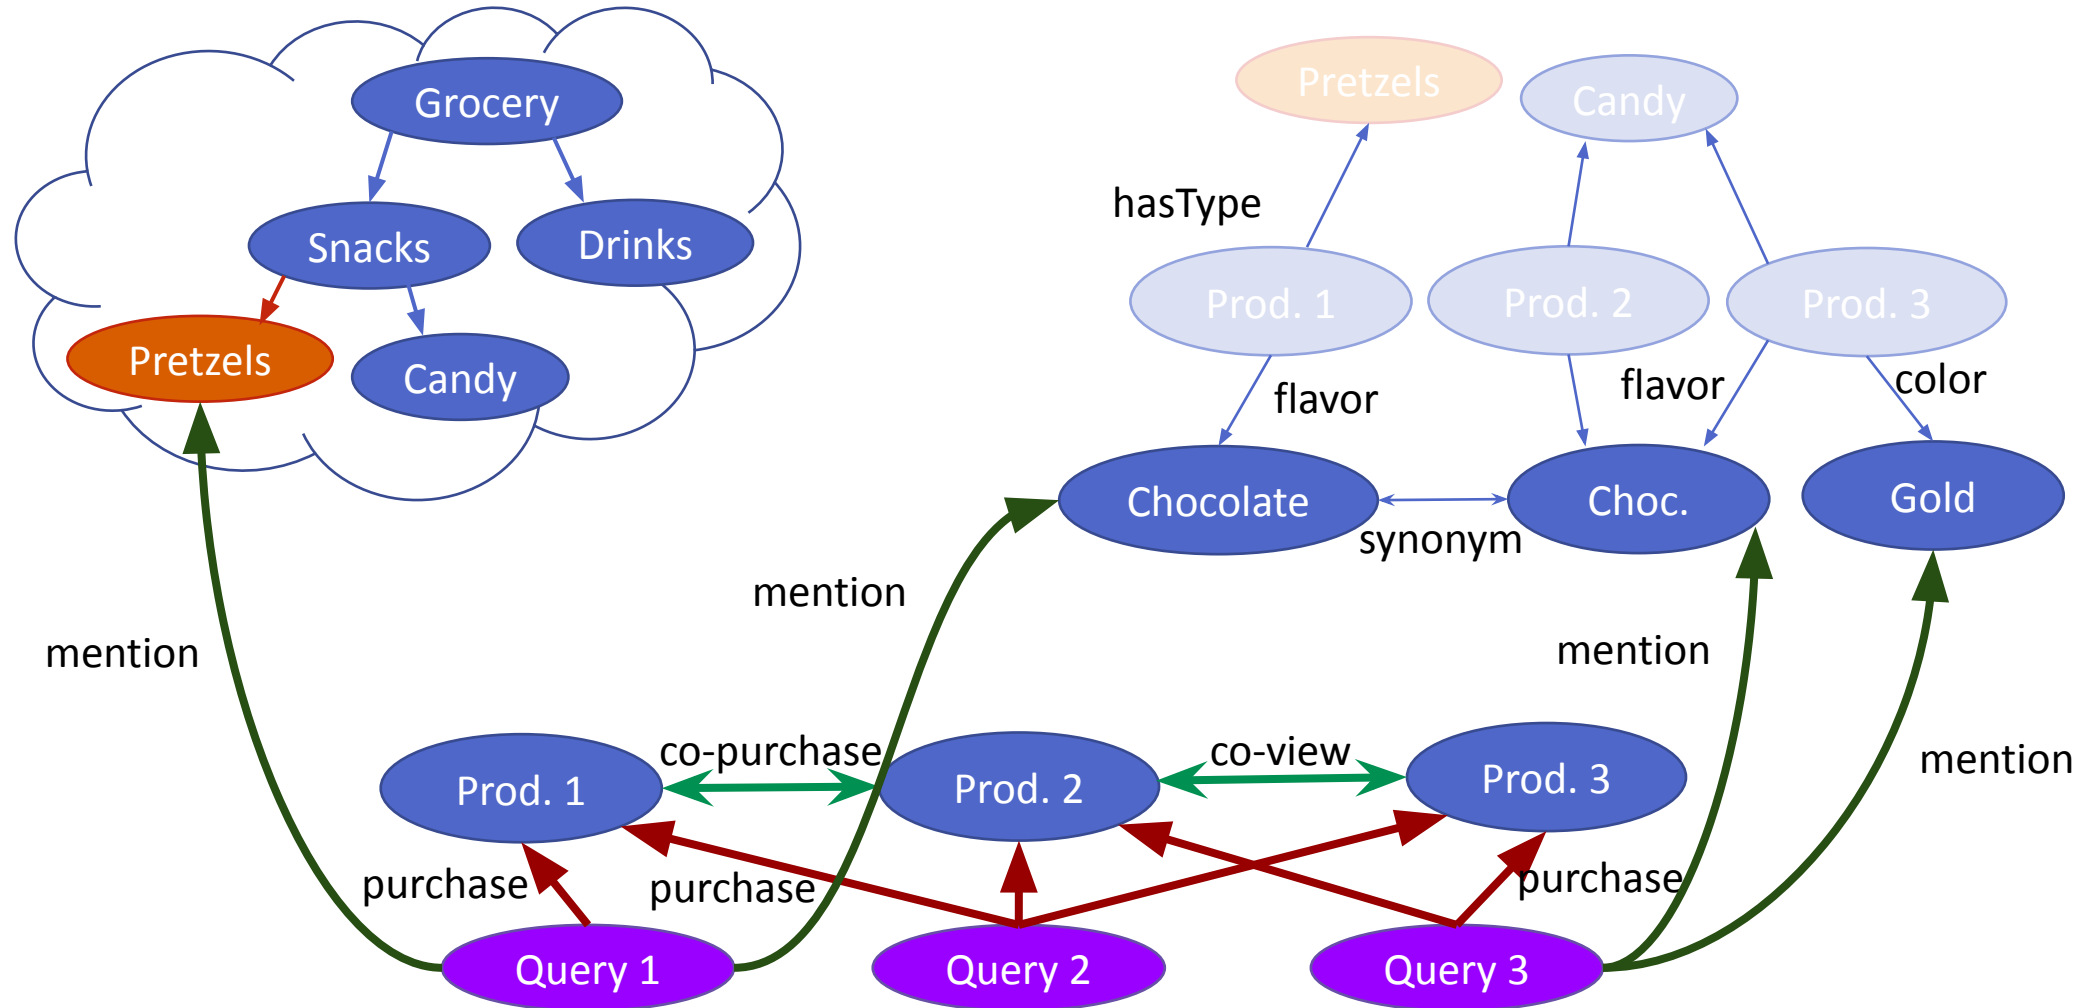 Grocery
Snacks
Drinks
Pretzels
Candy
Pretzels
Candy
hasType
Prod. 1
Prod. 2
Prod. 3
flavor
flavor
color
Chocolate
synonym
Choc.
Gold
mention
mention
mention
mention
co-purchase
co-view
Prod. 1
Prod. 2
Prod. 3
purchase
purchase
purchase
Query 1
Query 2
Query 3